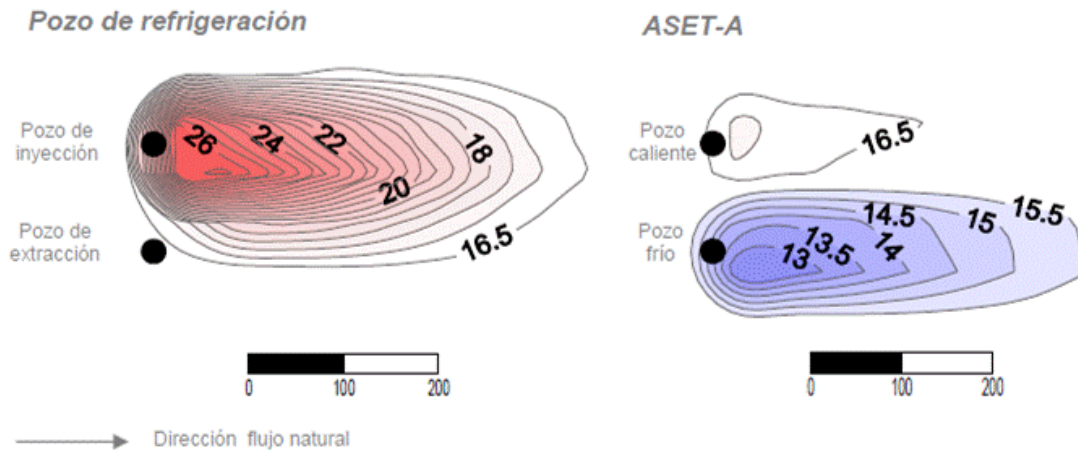 Pozo de refrigeración
ASET-A
Pozo de
inyección
26
24
22
18
20
16.5
Pozo de
extracción
Pozo
caliente
16.5
Pozo
frío
13
13.5
14
14.5
15
15.5
0 100 200
0 100 200
Dirección flujo natural